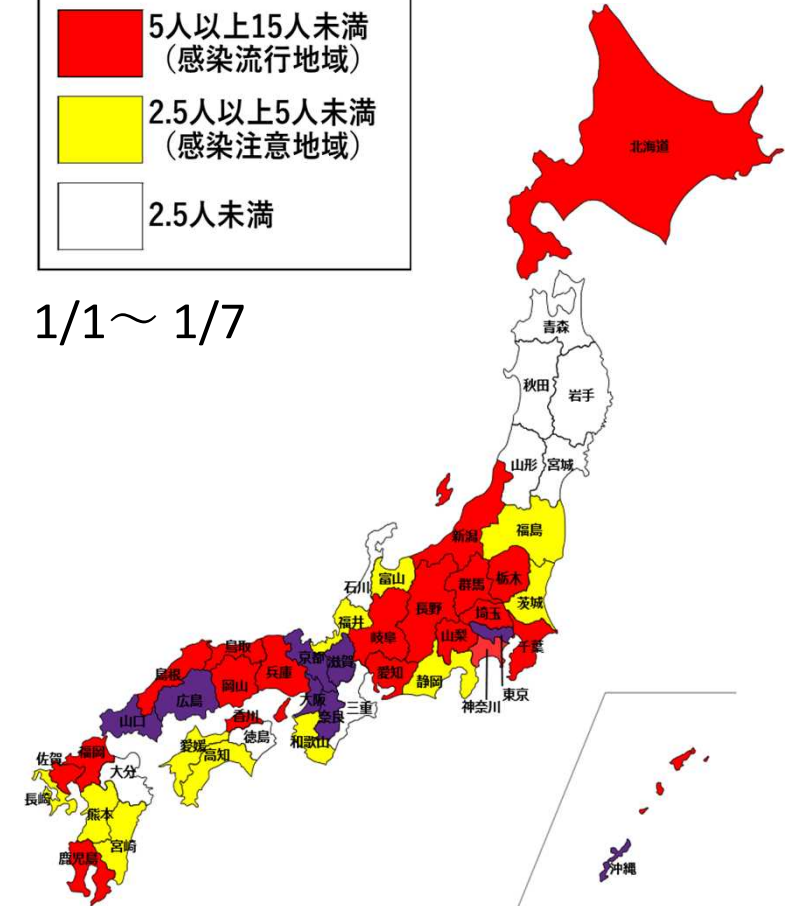 5人以上15人未満
（感染流行地域）
2.5人以上5人未満
（感染注意地域）
2.5人未満
1/1～ 1/7
北海道
青森
秋田
岩手
山形
宮城
新潟
福島
石川
富山
群馬
栃木
長野
茨城
福井
埼玉
岐阜
山梨
千葉
鳥取
京都
滋賀
島根
兵庫
愛知
岡山
静岡
東京
広島
大阪
三重
神奈川
山口
香川
奈良
徳島
和歌山
愛媛
高知
福岡
佐賀
大分
長崎
熊本
宮崎
鹿児島
沖縄